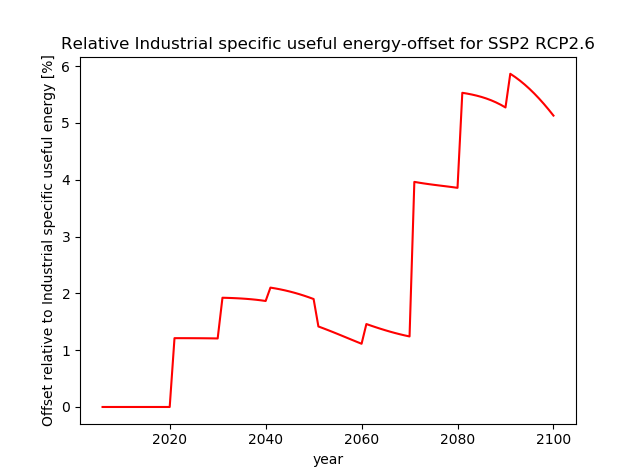 Relative Industrial specific useful energy-offset for SSP2 RCP2.6
Offset relative to Industrial specific useful energy [%]
6
5
4
3
2
1
0
2020 2040 2060 2080 2100
year